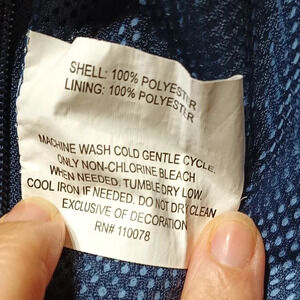 SHELL: 100% POLYESTER
LINING: 100% POLYESTER
MACHINE WASH COLD GENTLE CYCLE.
ONLY NON-CHLORINE BLEACH
WHEN NEEDED. TUMBLE DRY LOW.
COOL IRON IF NEEDED. DO NOT DRY CLEAN
EXCLUSIVE OF DECORATION
RN# 110078